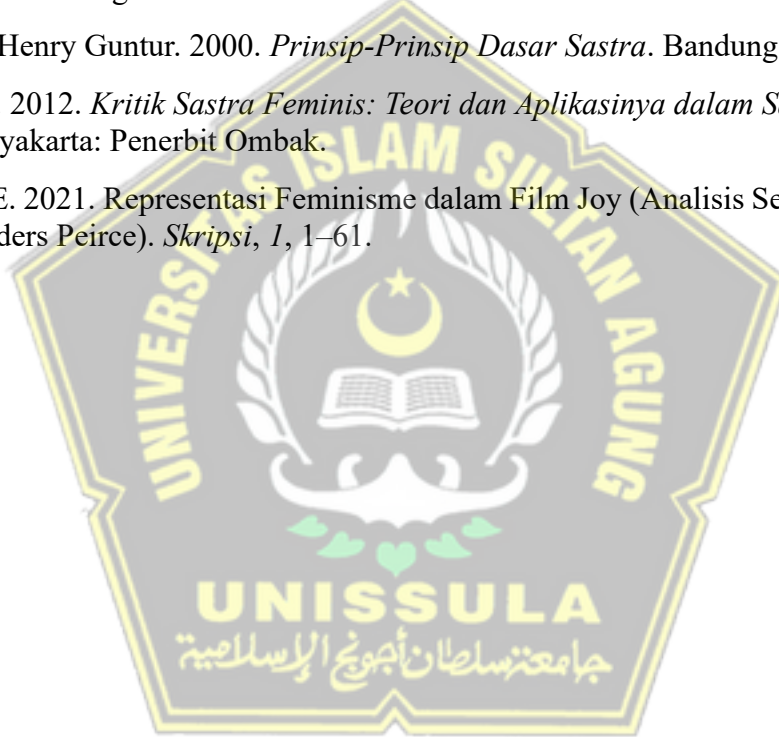 Henry Guntur. 2000. Prinsip-Prinsip Dasar Sastra. Bandung
2012. Kritik Sastra Feminis: Teori dan Aplikasinya dalam
yakarta: Penerbit Ombak.
E. 2021. Representasi Feminisme dalam Film Joy (Analisis Se
ders Peirce). Skripsi, 1, 1–61.
UNIVERSITAS ISLAM SULTAN AGUNG
UNISSULA
جامعتسلطان أجونج الإسلامية